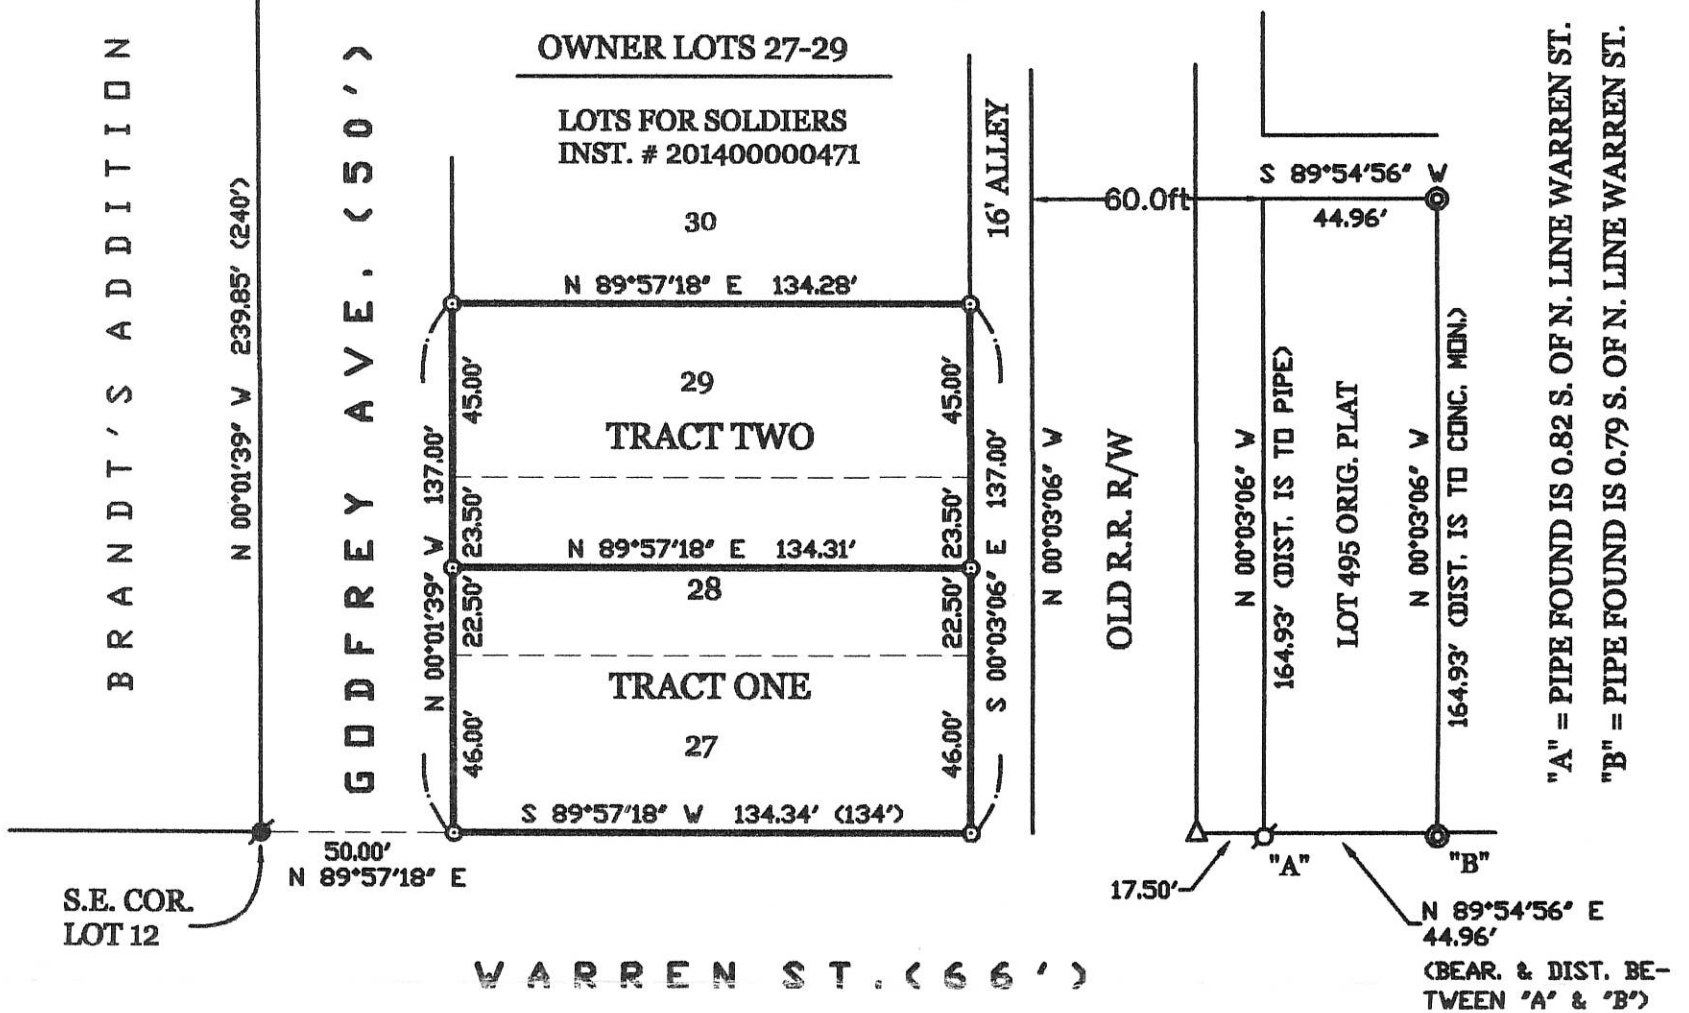 BRANDT'S ADDITION
N 00°01'39" W 239.85' (240')
GODFREY AVE. (50')
OWNER LOTS 27-29
LOTS FOR SOLDIERS
INST. # 201400000471
30
N 89°57'18" E 134.28'
45.00'
29
45.00'
TRACT TWO
N 00°01'39" W 137.00'
S 00°03'06" E 137.00'
23.50'
23.50'
N 89°57'18" E 134.31'
28
22.50'
22.50'
TRACT ONE
27
46.00'
46.00'
S 89°57'18" W 134.34' (134')
50.00'
N 89°57'18" E
S.E. COR.
LOT 12
WARREN ST. (66')
16' ALLEY
60.0ft
N 00°03'06" W
OLD R.R. R/W
S 89°54'56" W
44.96'
N 00°03'06" W
164.93' (DIST. IS TO PIPE)
LOT 495 ORIG. PLAT
N 00°03'06" W
164.93' (DIST. IS TO CONC. MON.)
17.50'
"A"
"B"
N 89°54'56" E
44.96'
(BEAR. & DIST. BE-
TWEEN "A" & "B")
"A" = PIPE FOUND IS 0.82 S. OF N. LINE WARREN ST.
"B" = PIPE FOUND IS 0.79 S. OF N. LINE WARREN ST.